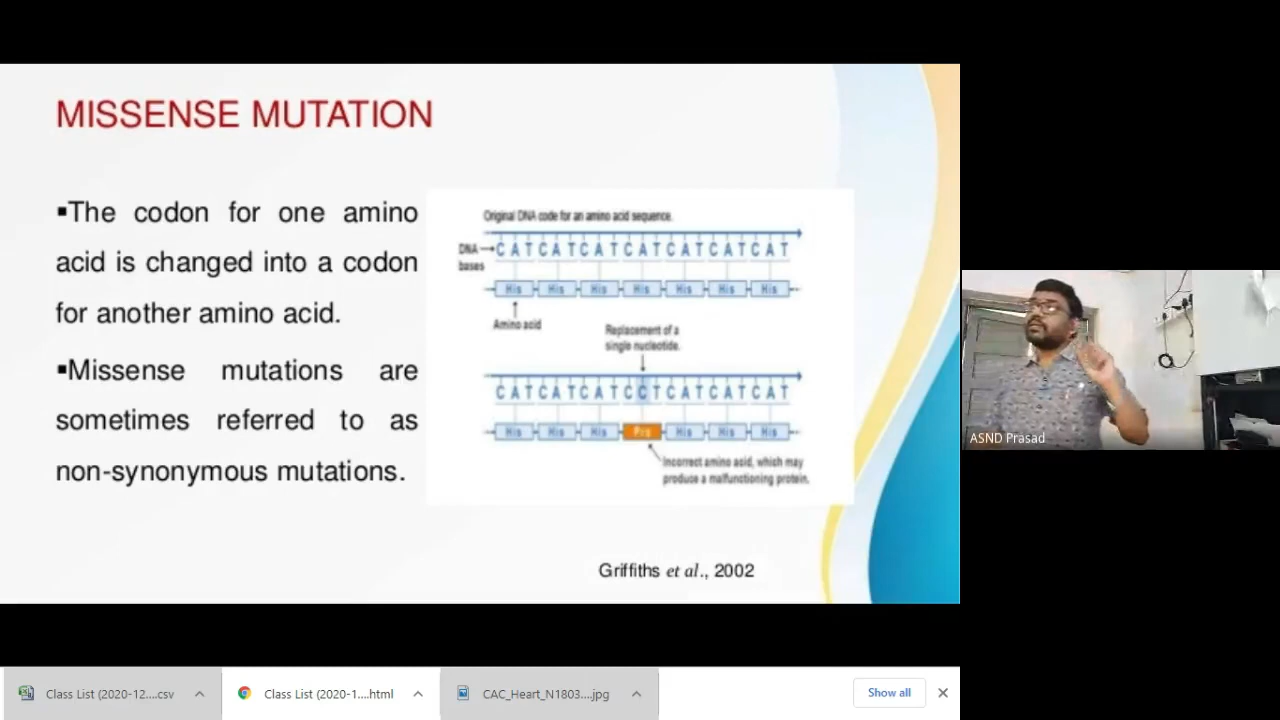 MISSENSE MUTATION
▪The codon for one amino
acid is changed into a codon
for another amino acid.
▪Missense mutations are
sometimes referred to as
non-synonymous mutations.
Original DNA code for an amino acid sequence.
DNA
bases
C A T C A T C A T C A T C A T C A T C A T
His His His His His His His
Amino acid
Replacement of a
single nucleotide.
C A T C A T C A T C C T C A T C A T C A T
His His His Pro His His His
Incorrect amino acid, which may
produce a malfunctioning protein.
Griffiths et al., 2002
ASND Prasad
Class List (2020-12....csv
Class List (2020-1....html
CAC_Heart_N1803....jpg
Show all